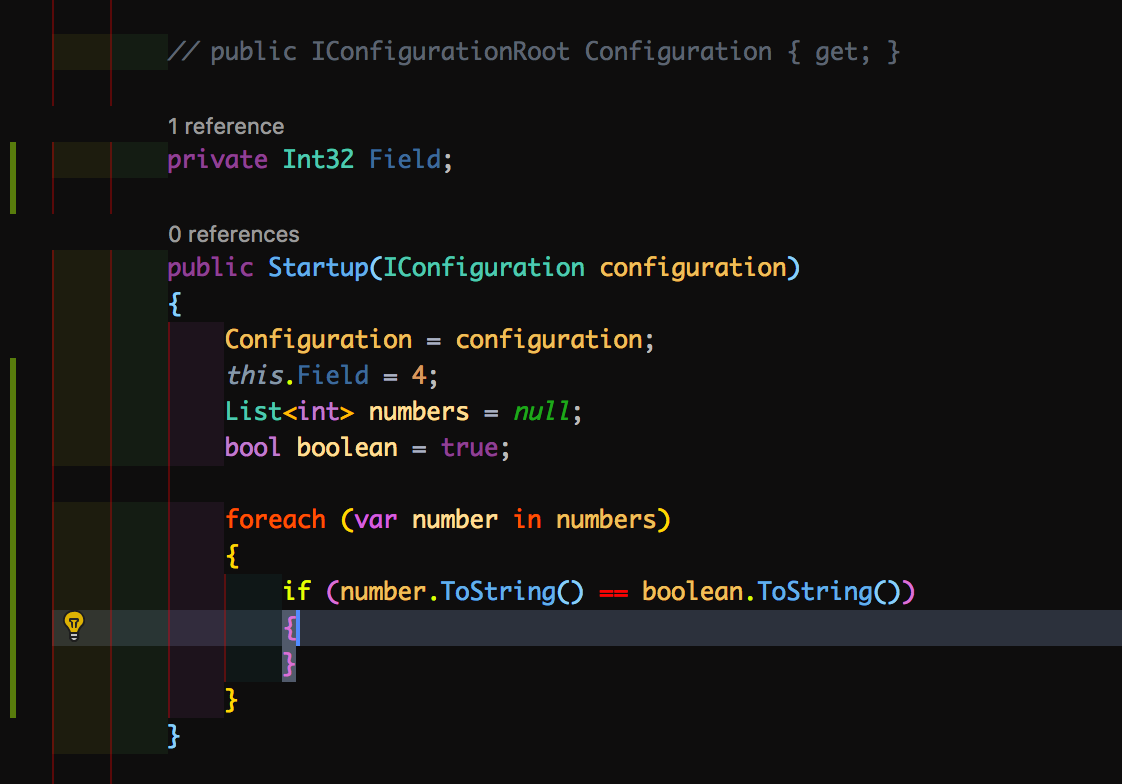 // public IConfigurationRoot Configuration { get; }
1 reference
private Int32 Field;
0 references
public Startup(IConfiguration configuration)
{
Configuration = configuration;
this.Field = 4;
List<int> numbers = null;
bool boolean = true;
foreach (var number in numbers)
{
if (number.ToString() == boolean.ToString())
{
}
}
}